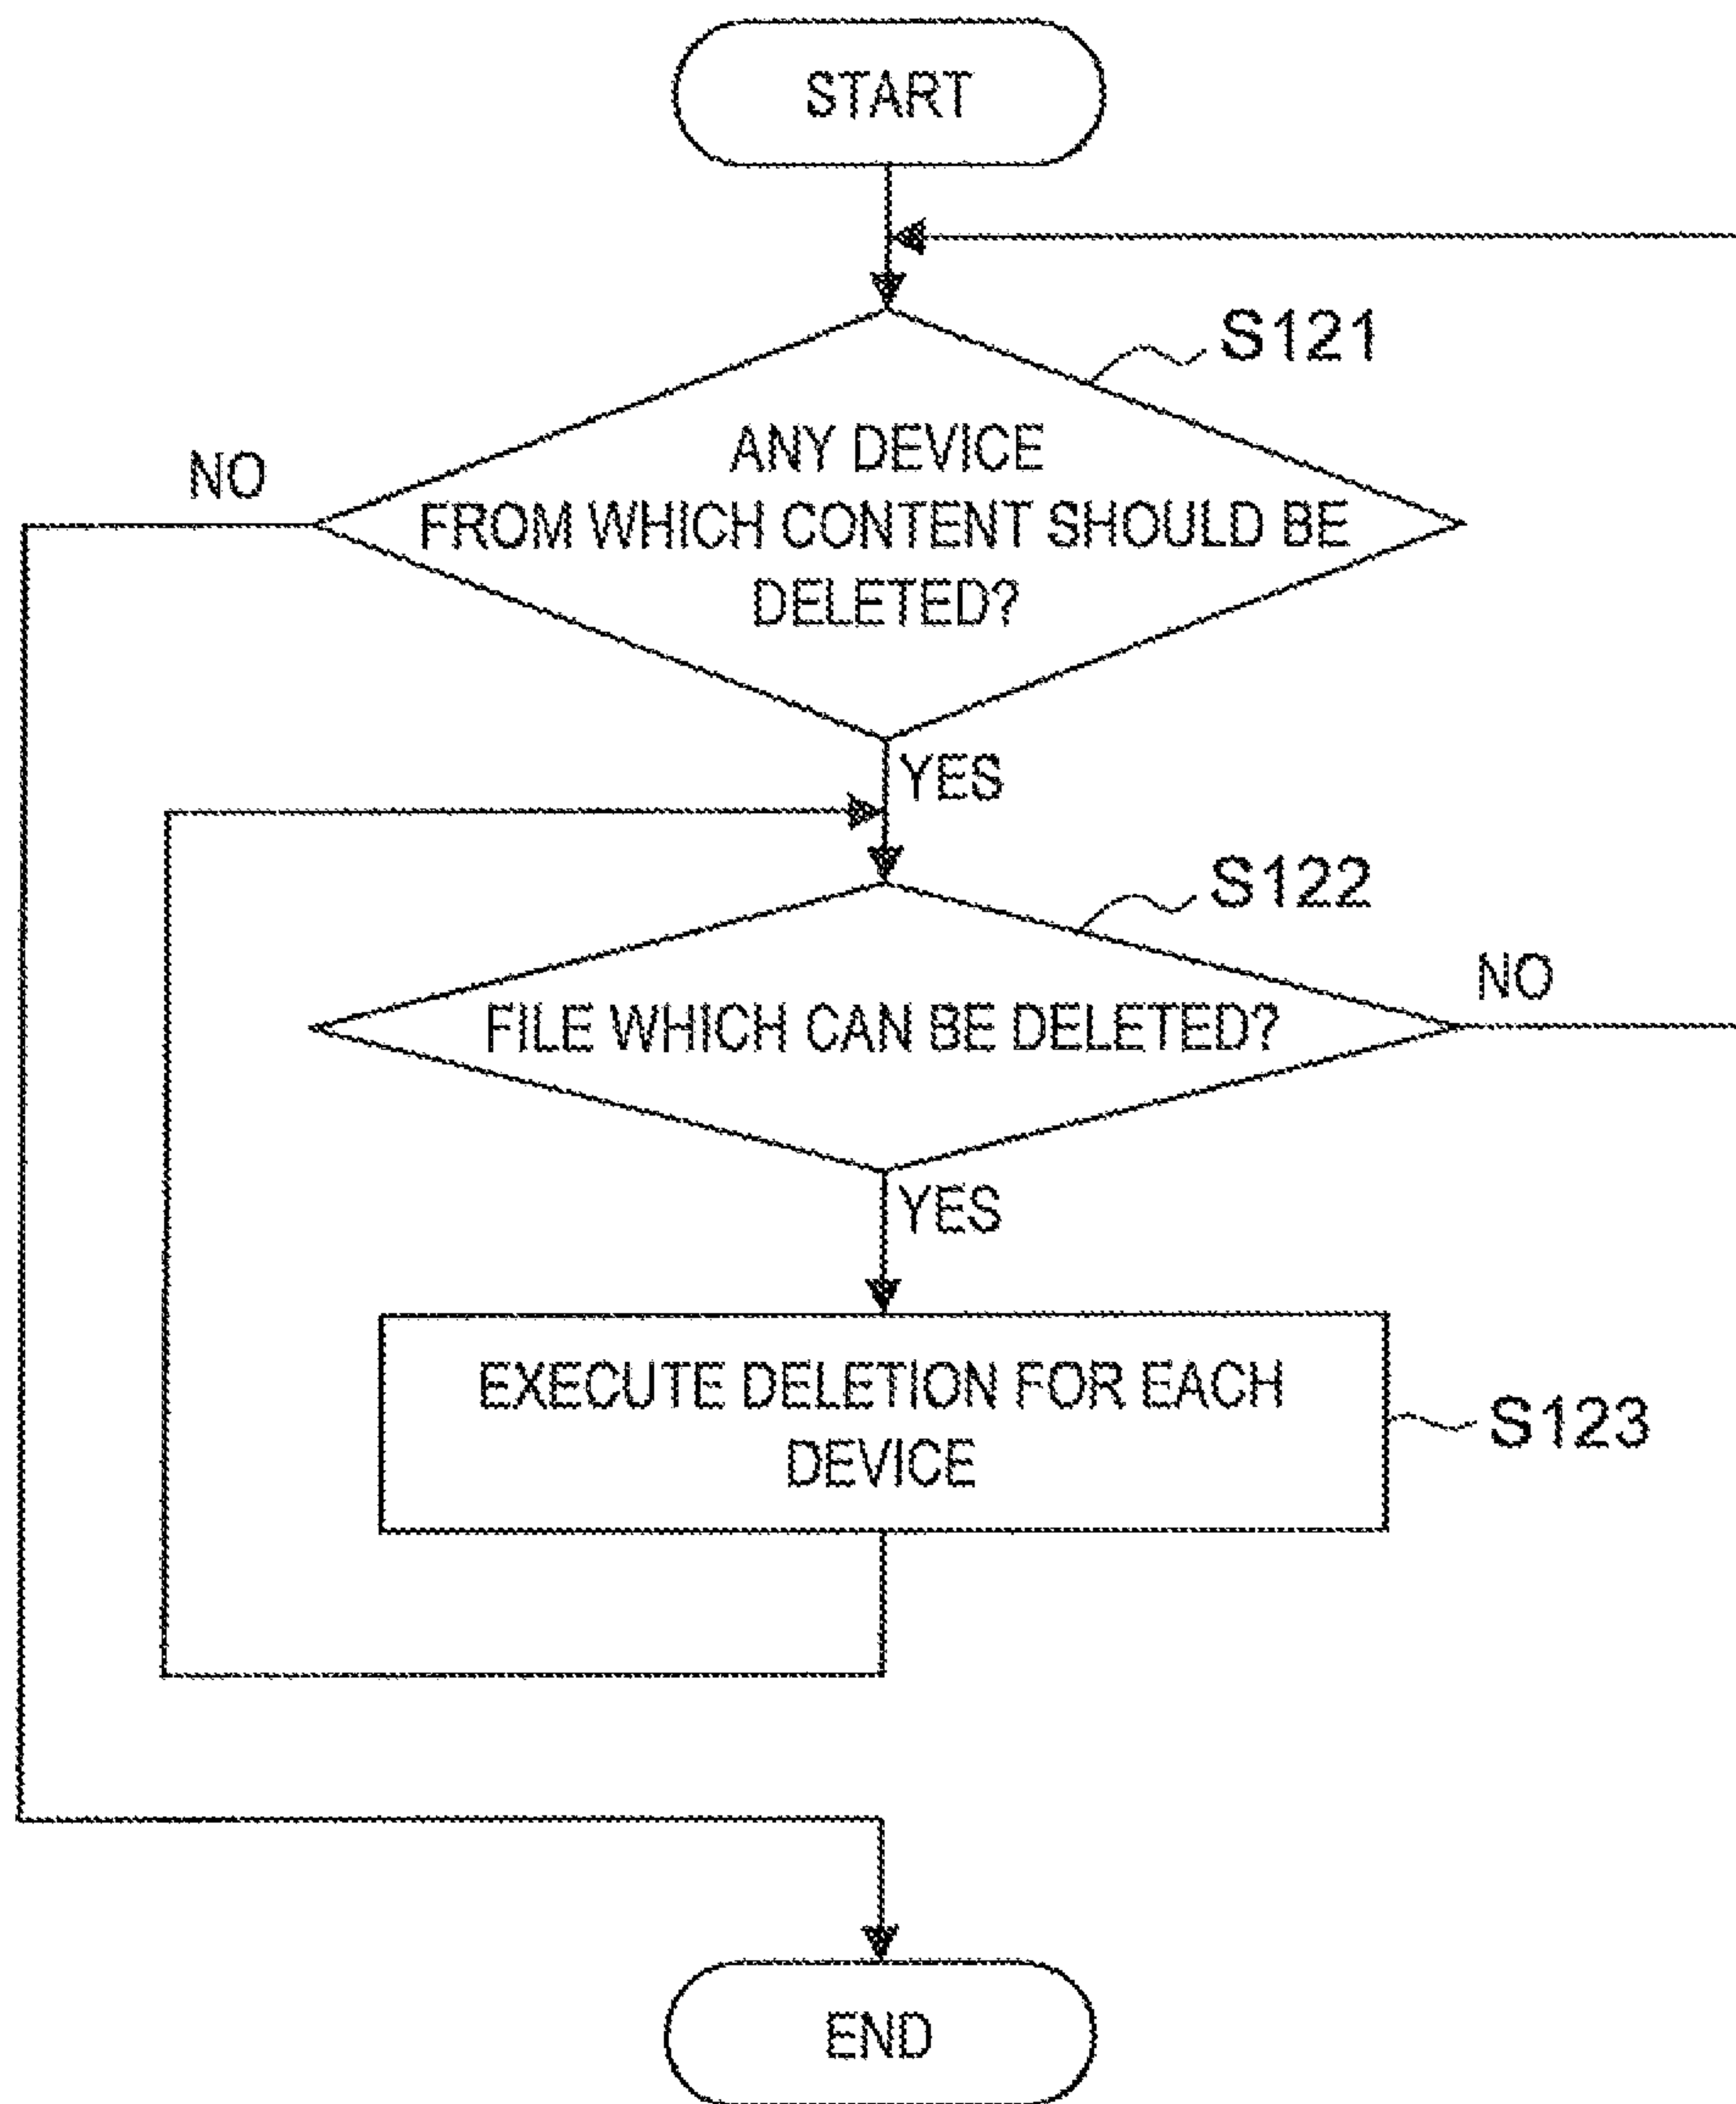 START
S121
ANY DEVICE
NO
FROM WHICH CONTENT SHOULD BE
DELETED?
YES
S122
NO
FILE WHICH CAN BE DELETED?
YES
EXECUTE DELETION FOR EACH
DEVICE
S123
END